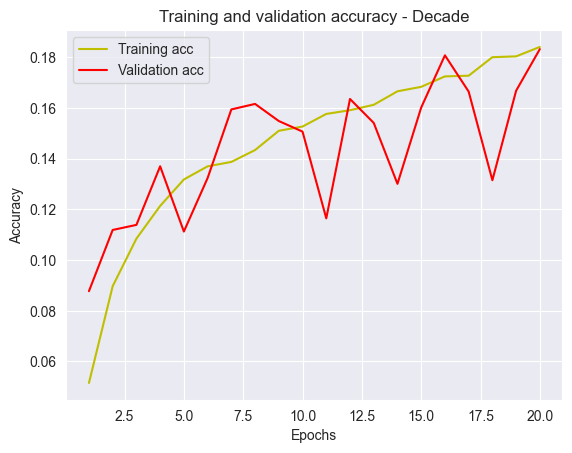 Training and validation accuracy - Decade
Training acc
Validation acc
Accuracy
0.18
0.16
0.14
0.12
0.10
0.08
0.06
2.5 5.0 7.5 10.0 12.5 15.0 17.5 20.0
Epochs